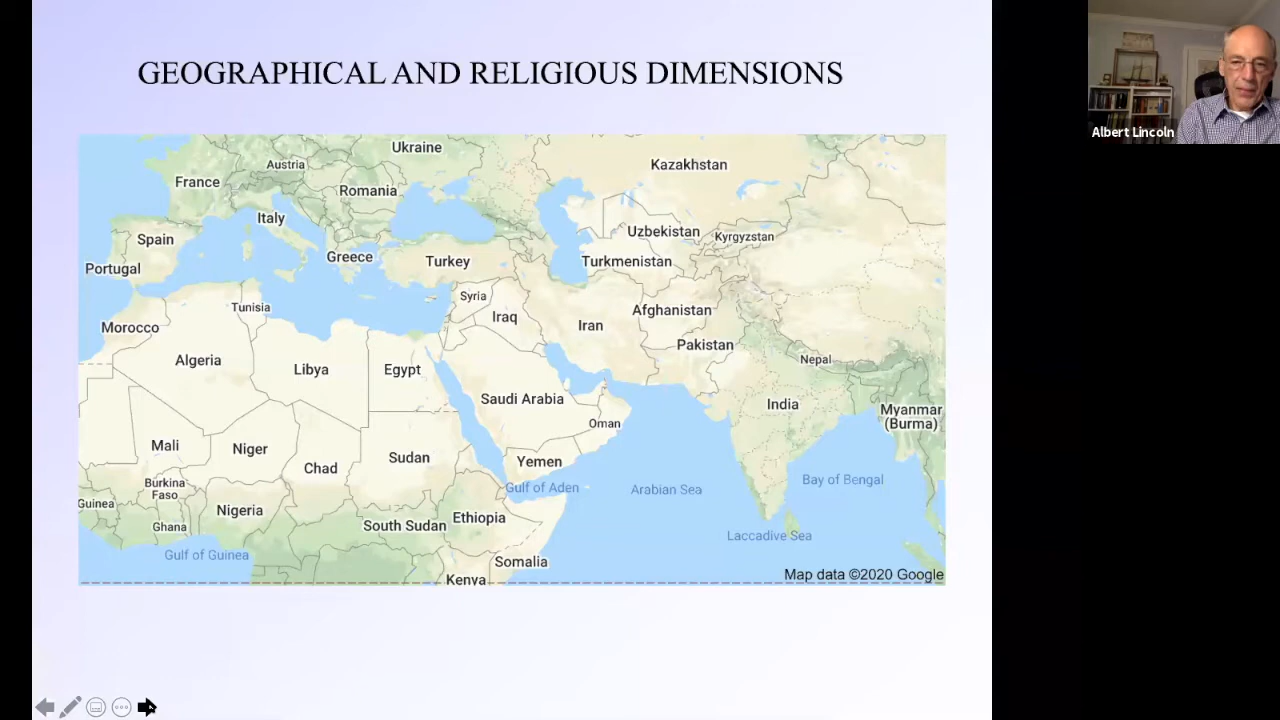 GEOGRAPHICAL AND RELIGIOUS DIMENSIONS
Albert Lincoln
Ukraine
Austria
Kazakhstan
France
Romania
Italy
Uzbekistan
Kyrgyzstan
Spain
Greece
Turkey
Turkmenistan
Portugal
Syria
Tunisia
Afghanistan
Iraq
Iran
Morocco
Pakistan
Algeria
Nepal
Libya
Egypt
Saudi Arabia
India
Myanmar
(Burma)
Oman
Mali
Niger
Sudan
Yemen
Chad
Burkina
Faso
Gulf of Aden
Arabian Sea
Bay of Bengal
Guinea
Nigeria
Ghana
South Sudan
Ethiopia
Laccadive Sea
Gulf of Guinea
Somalia
Kenya
Map data ©2020 Google